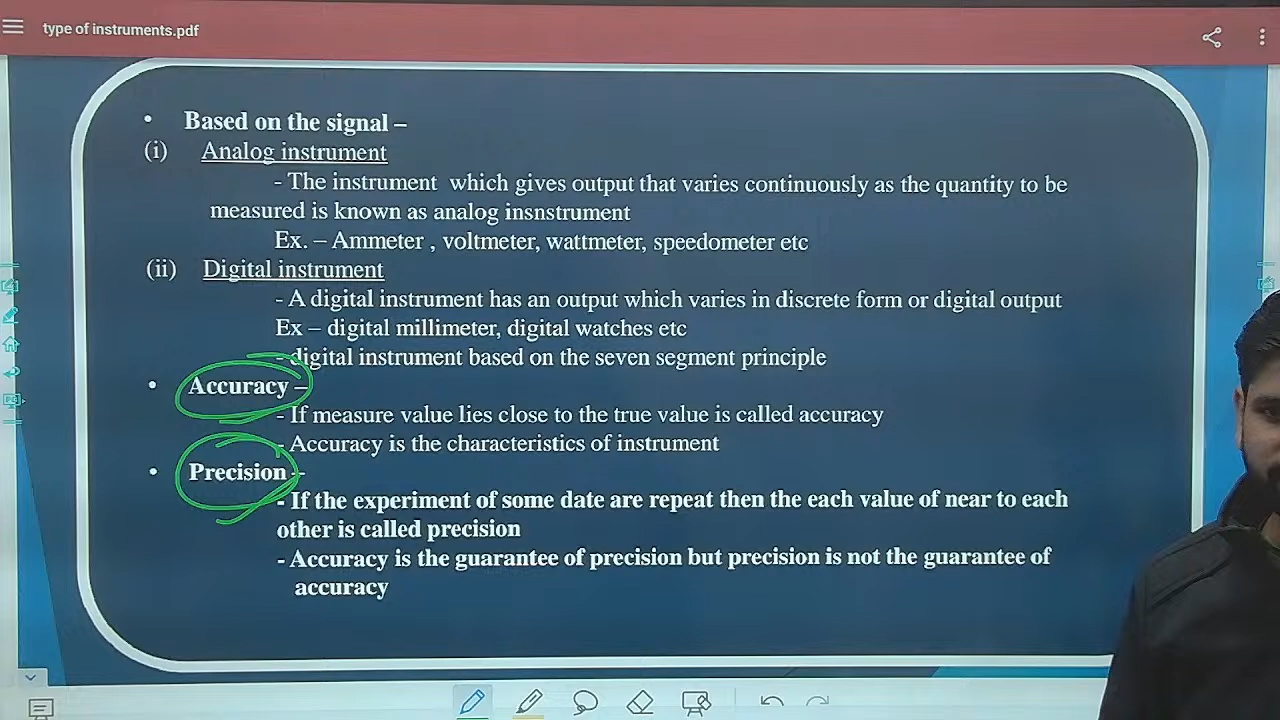 type of instruments.pdf
• Based on the signal –
(i) Analog instrument
- The instrument which gives output that varies continuously as the quantity to be
measured is known as analog insnstrument
Ex. – Ammeter , voltmeter, wattmeter, speedometer etc
(ii) Digital instrument
- A digital instrument has an output which varies in discrete form or digital output
Ex – digital millimeter, digital watches etc
- digital instrument based on the seven segment principle
• Accuracy –
- If measure value lies close to the true value is called accuracy
- Accuracy is the characteristics of instrument
• Precision –
- If the experiment of some date are repeat then the each value of near to each
other is called precision
- Accuracy is the guarantee of precision but precision is not the guarantee of
accuracy